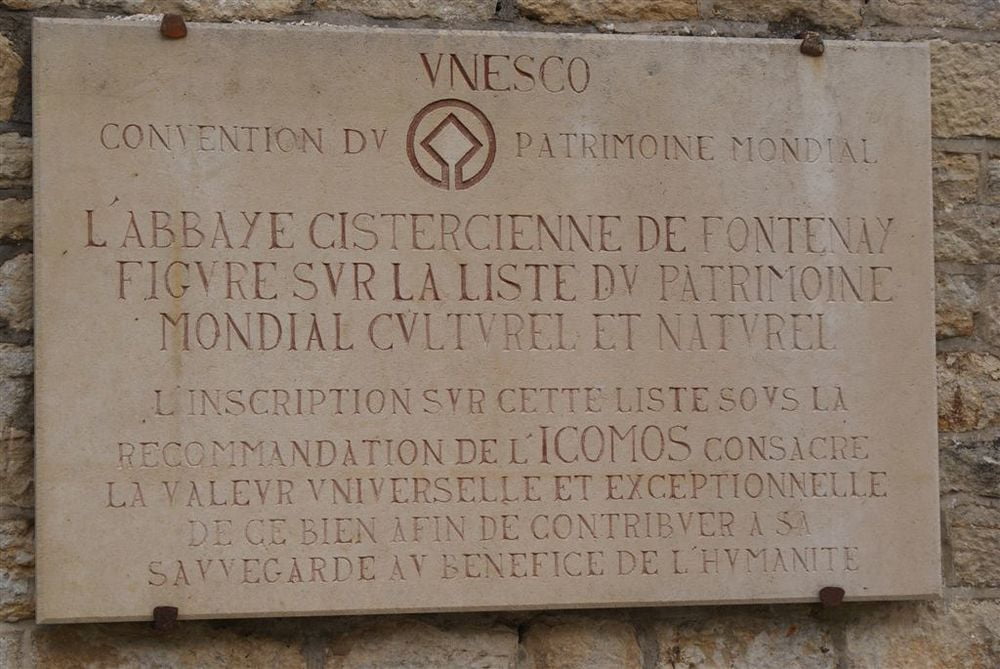 VNESCO
CONVENTION DV PATRIMOINE MONDIAL
L'ABBAYE CISTERCIENNE DE FONTENAY
FIGVRE SVR LA LISTE DV PATRIMOINE
MONDIAL CVLTVREL ET NATVREL
L'INSCRIPTION SVR CETTE LISTE SOVS LA
RECOMMANDATION DE L'ICOMOS CONSACRE
LA VALEVR VNIVERSELLE ET EXCEPTIONNELLE
DE CE BIEN AFIN DE CONTRIBVER A SA
SAVVEGARDE AV BENEFICE DE L'HVMANITE